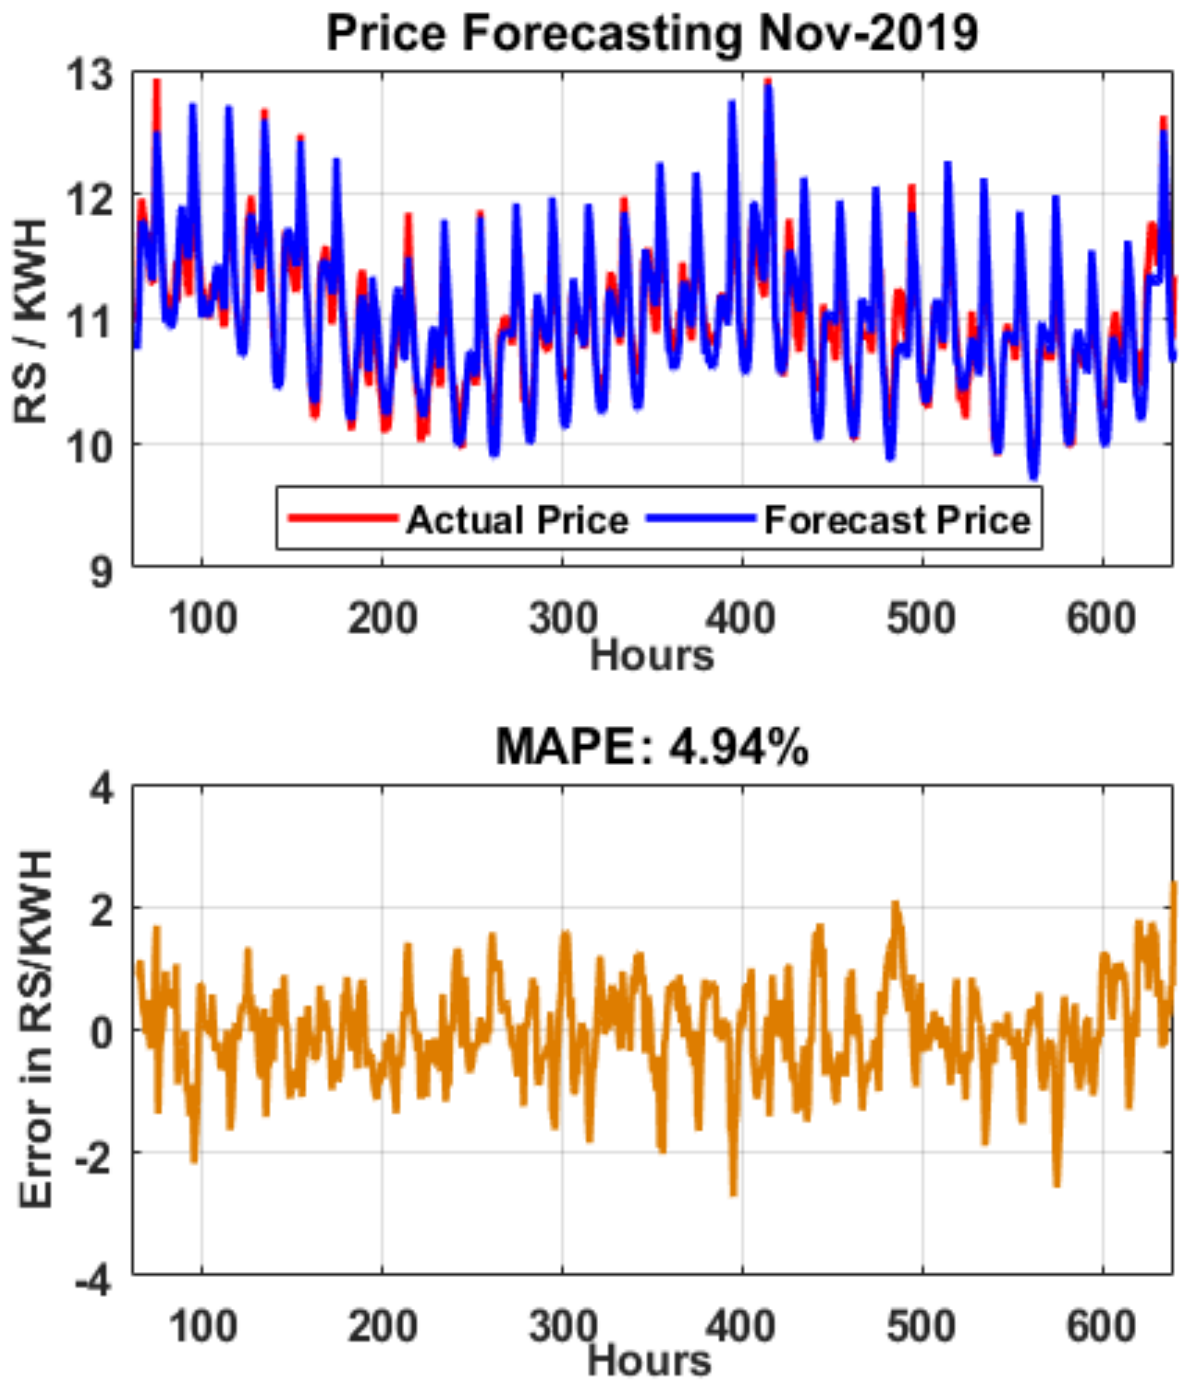 Price Forecasting Nov-2019
13
12
11
10
9
RS / KWH
Actual Price Forecast Price
100 200 300 400 500 600
Hours
MAPE: 4.94%
4
2
0
-2
-4
Error in RS/KWH
100 200 300 400 500 600
Hours